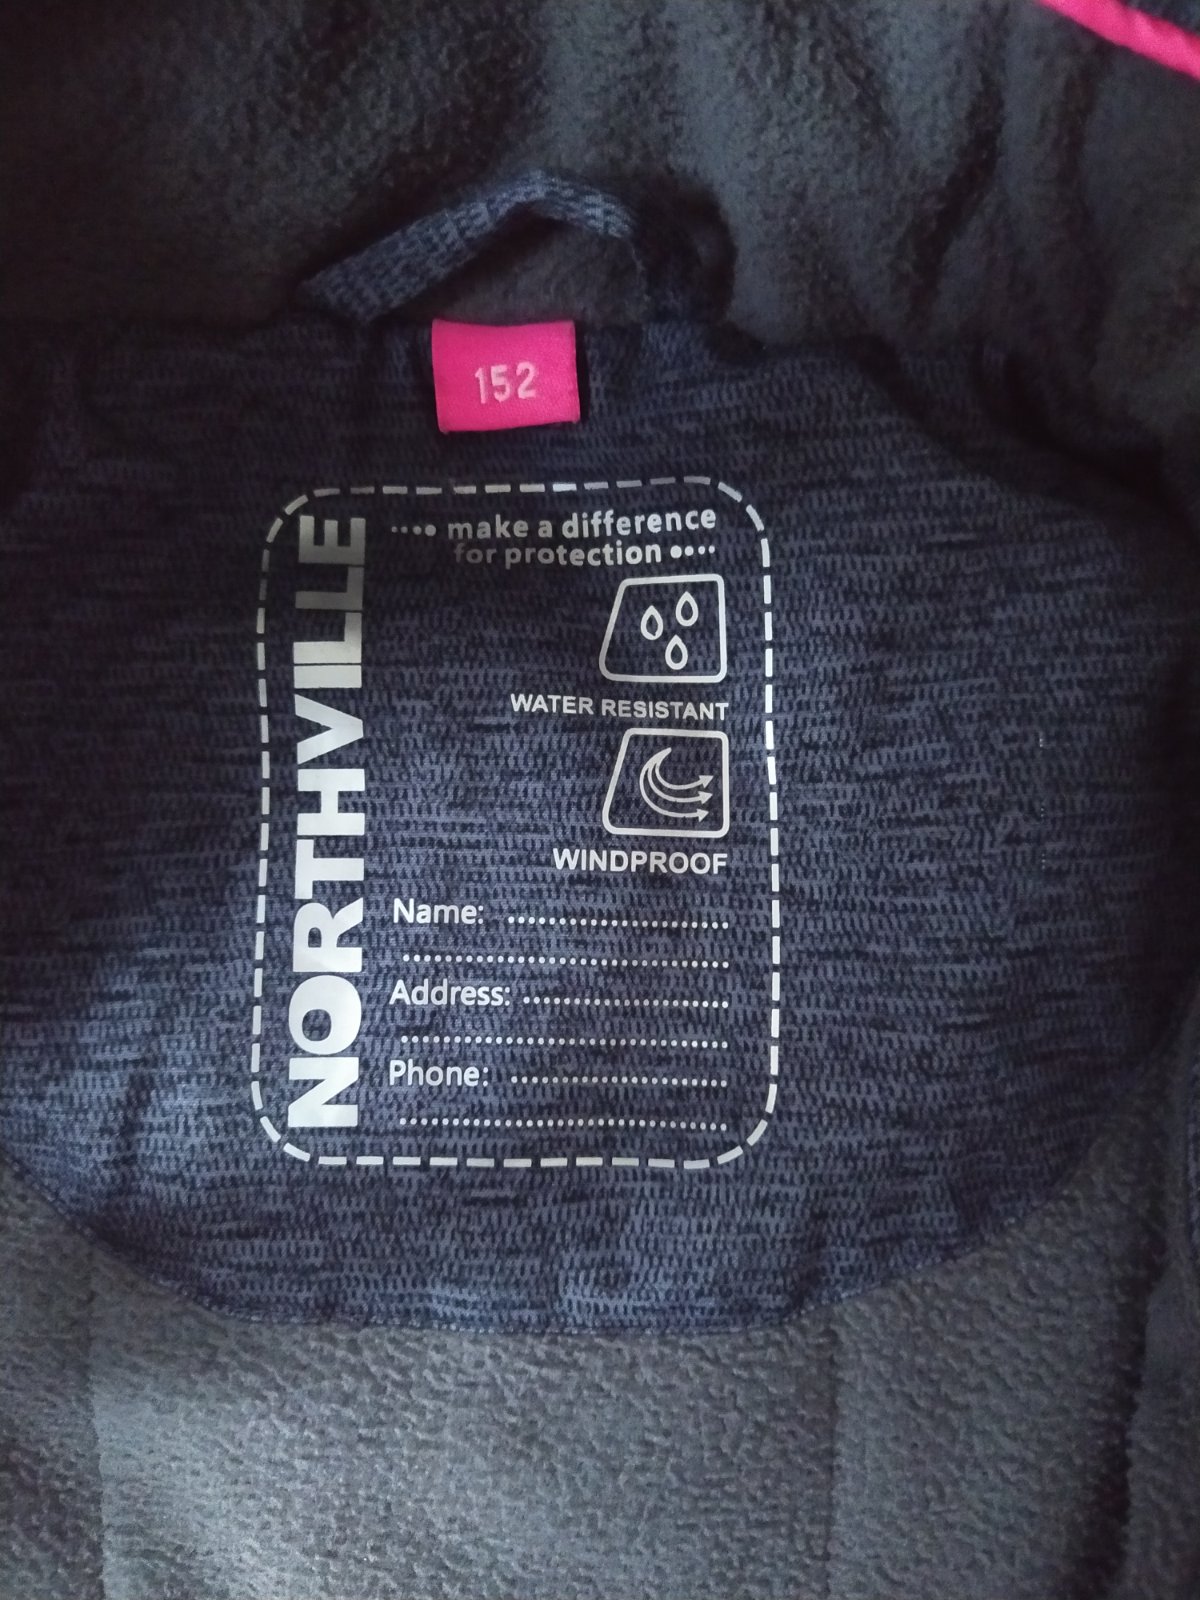 152
NORTHVILLE
make a difference
for protection
WATER RESISTANT
WINDPROOF
Name:
Address:
Phone: